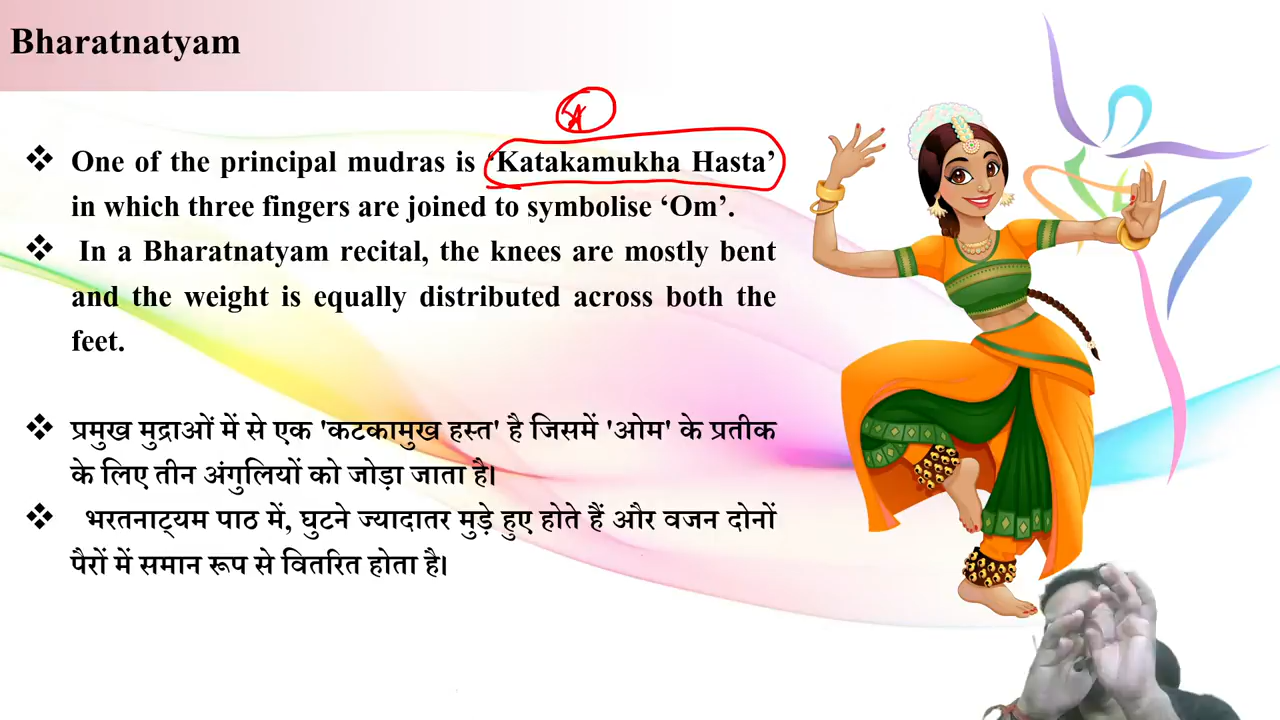 Bharatnatyam
❖ One of the principal mudras is ‘Katakamukha Hasta’
in which three fingers are joined to symbolise ‘Om’.
❖ In a Bharatnatyam recital, the knees are mostly bent
and the weight is equally distributed across both the
feet.
❖ प्रमुख मुद्राओं में से एक 'कटकामुख हस्त' है जिसमें 'ओम' के प्रतीक
के लिए तीन अंगुलियों को जोड़ा जाता है।
❖ भरतनाट्यम पाठ में, घुटने ज्यादातर मुड़े हुए होते हैं और वजन दोनों
पैरों में समान रूप से वितरित होता है।